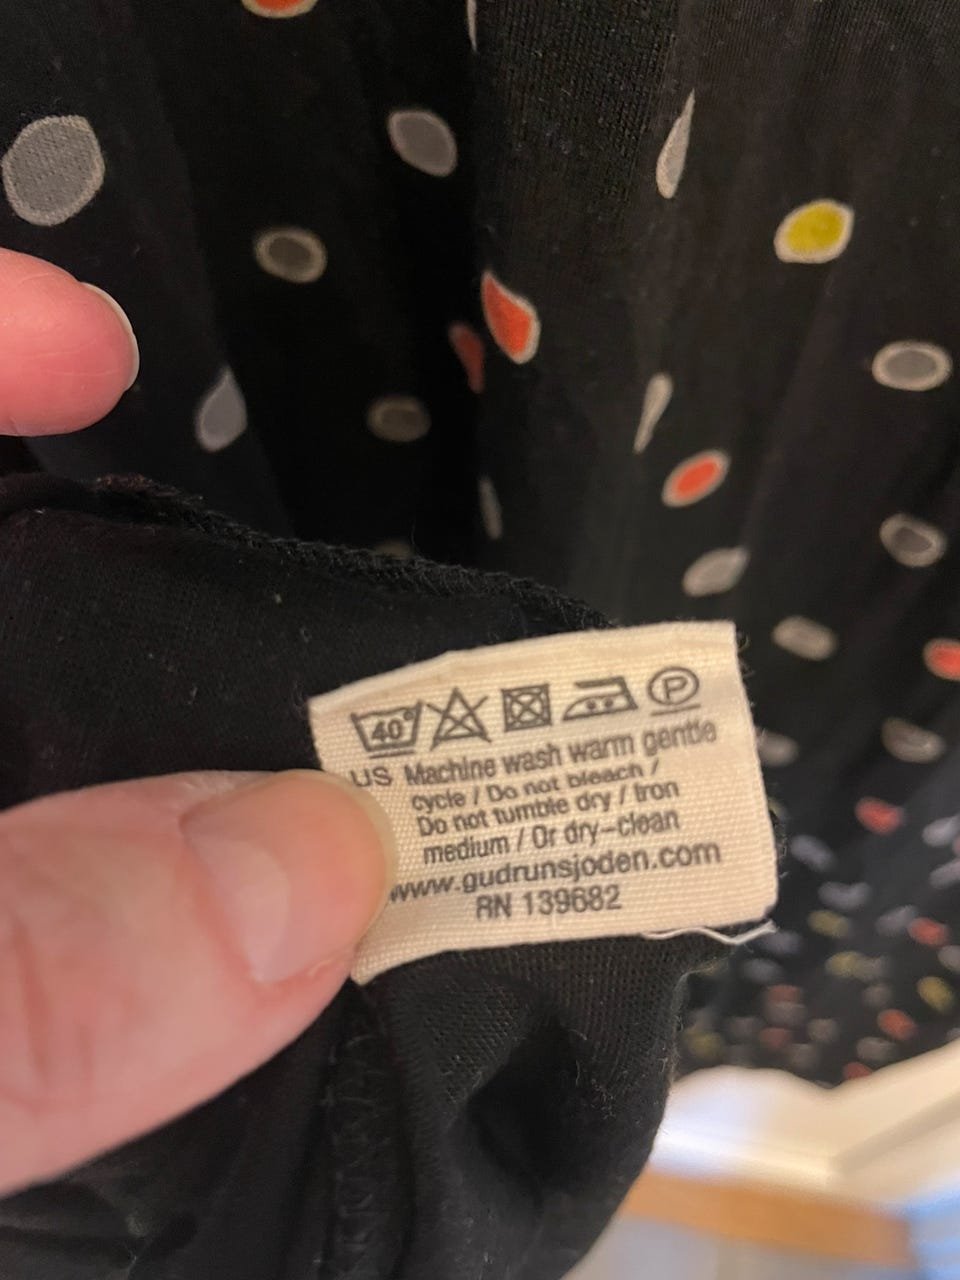 40° P
US Machine wash warm gentle
cycle / Do not bleach /
Do not tumble dry / Iron
medium / Or dry-clean
www.gudrunsjoden.com
RN 139682